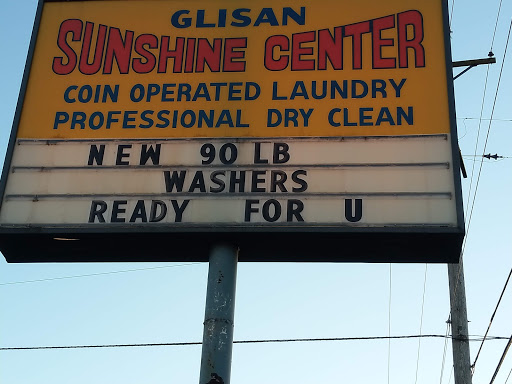 GLISAN
SUNSHINE CENTER
COIN OPERATED LAUNDRY
PROFESSIONAL DRY CLEAN
NEW 90 LB
WASHERS
READY FOR U